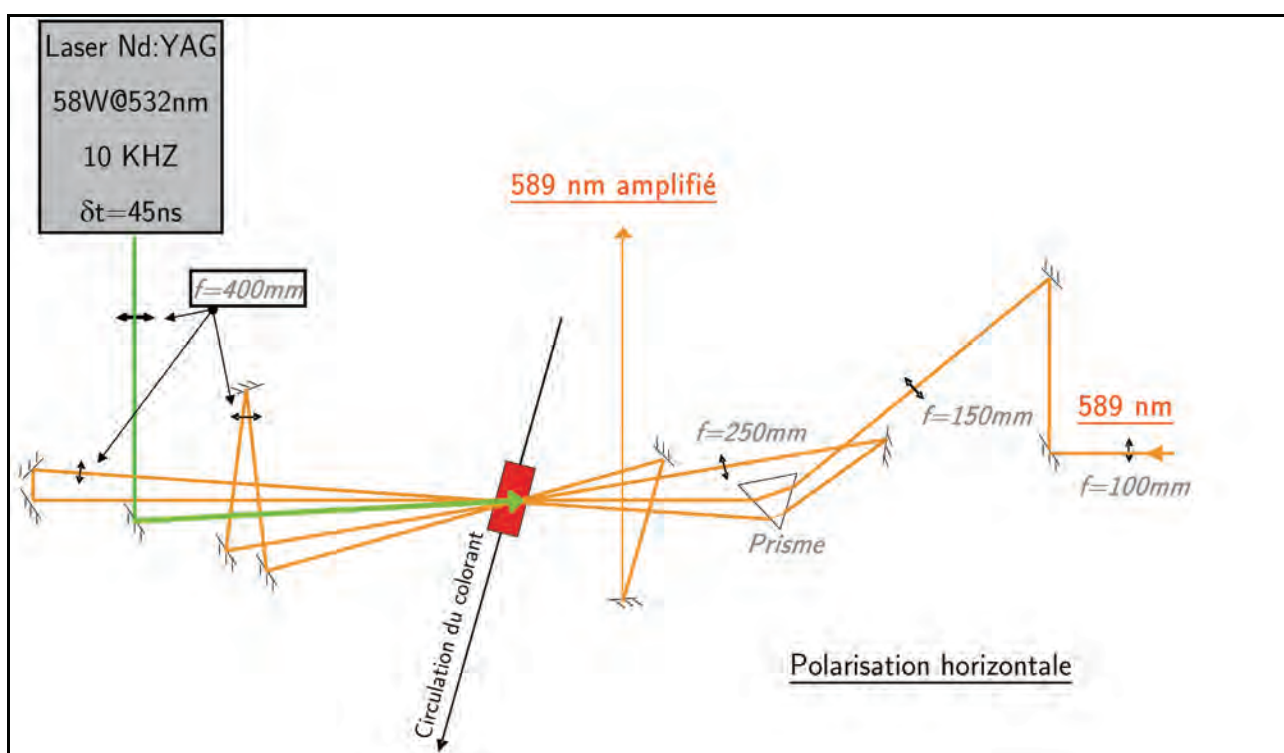 Laser Nd:YAG
58W@532nm
10 KHZ
δt=45ns
f=400mm
589 nm amplifié
f=250mm
f=150mm
589 nm
f=100mm
Prisme
Circulation du colorant
Polarisation horizontale